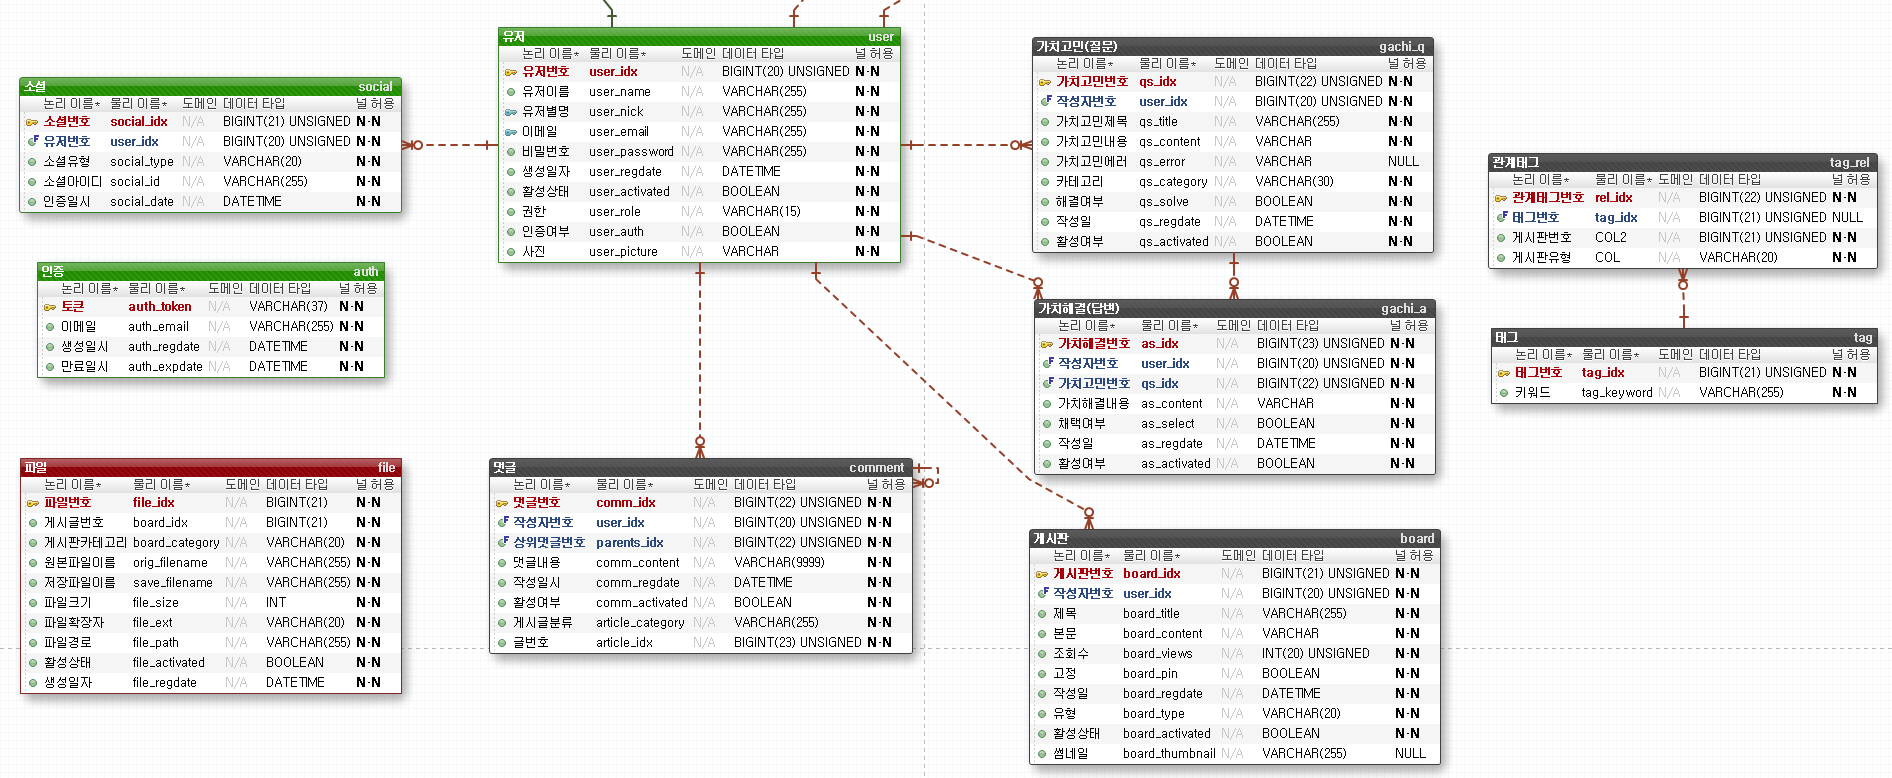 유저 user
논리 이름* 물리 이름* 도메인 데이터 타입 널 허용
유저번호 user_idx N/A BIGINT(20) UNSIGNED N-N
유저이름 user_name N/A VARCHAR(255) N-N
유저별명 user_nick N/A VARCHAR(255) N-N
이메일 user_email N/A VARCHAR(255) N-N
비밀번호 user_password N/A VARCHAR(255) N-N
생성일자 user_regdate N/A DATETIME N-N
활성상태 user_activated N/A BOOLEAN N-N
권한 user_role N/A VARCHAR(15) N-N
인증여부 user_auth N/A BOOLEAN N-N
사진 user_picture N/A VARCHAR N-N
가치고민(질문) gachi_q
논리 이름* 물리 이름* 도메인 데이터 타입 널 허용
가치고민번호 qs_idx N/A BIGINT(22) UNSIGNED N-N
작성자번호 user_idx N/A BIGINT(20) UNSIGNED N-N
가치고민제목 qs_title N/A VARCHAR(255) N-N
가치고민내용 qs_content N/A VARCHAR N-N
가치고민에러 qs_error N/A VARCHAR NULL
카테고리 qs_category N/A VARCHAR(30) N-N
해결여부 qs_solve N/A BOOLEAN N-N
작성일 qs_regdate N/A DATETIME N-N
활성여부 qs_activated N/A BOOLEAN N-N
소셜 social
논리 이름* 물리 이름* 도메인 데이터 타입 널 허용
소셜번호 social_idx N/A BIGINT(21) UNSIGNED N-N
유저번호 user_idx N/A BIGINT(20) UNSIGNED N-N
소셜유형 social_type N/A VARCHAR(20) N-N
소셜아이디 social_id N/A VARCHAR(255) N-N
인증일시 social_date N/A DATETIME N-N
관계태그 tag_rel
논리 이름* 물리 이름* 도메인 데이터 타입 널 허용
관계태그번호 rel_idx N/A BIGINT(22) UNSIGNED N-N
태그번호 tag_idx N/A BIGINT(21) UNSIGNED NULL
게시판번호 COL2 N/A BIGINT(21) UNSIGNED N-N
게시판유형 COL N/A VARCHAR(20) N-N
인증 auth
논리 이름* 물리 이름* 도메인 데이터 타입 널 허용
토큰 auth_token N/A VARCHAR(37) N-N
이메일 auth_email N/A VARCHAR(255) N-N
생성일시 auth_regdate N/A DATETIME N-N
만료일시 auth_expdate N/A DATETIME N-N
가치해결(답변) gachi_a
논리 이름* 물리 이름* 도메인 데이터 타입 널 허용
가치해결번호 as_idx N/A BIGINT(23) UNSIGNED N-N
작성자번호 user_idx N/A BIGINT(20) UNSIGNED N-N
가치고민번호 qs_idx N/A BIGINT(22) UNSIGNED N-N
가치해결내용 as_content N/A VARCHAR N-N
채택여부 as_select N/A BOOLEAN N-N
작성일 as_regdate N/A DATETIME N-N
활성여부 as_activated N/A BOOLEAN N-N
태그 tag
논리 이름* 물리 이름* 도메인 데이터 타입 널 허용
태그번호 tag_idx N/A BIGINT(21) UNSIGNED N-N
키워드 tag_keyword N/A VARCHAR(255) N-N
파일 file
논리 이름* 물리 이름* 도메인 데이터 타입 널 허용
파일번호 file_idx N/A BIGINT(21) N-N
게시글번호 board_idx N/A BIGINT(21) N-N
게시판카테고리 board_category N/A VARCHAR(20) N-N
원본파일이름 orig_filename N/A VARCHAR(255) N-N
저장파일이름 save_filename N/A VARCHAR(255) N-N
파일크기 file_size N/A INT N-N
파일확장자 file_ext N/A VARCHAR(20) N-N
파일경로 file_path N/A VARCHAR(255) N-N
활성상태 file_activated N/A BOOLEAN N-N
생성일자 file_regdate N/A DATETIME N-N
댓글 comment
논리 이름* 물리 이름* 도메인 데이터 타입 널 허용
댓글번호 comm_idx N/A BIGINT(22) UNSIGNED N-N
작성자번호 user_idx N/A BIGINT(20) UNSIGNED N-N
상위댓글번호 parents_idx N/A BIGINT(22) UNSIGNED N-N
댓글내용 comm_content N/A VARCHAR(9999) N-N
작성일시 comm_regdate N/A DATETIME N-N
활성여부 comm_activated N/A BOOLEAN N-N
게시글분류 article_category N/A VARCHAR(255) N-N
글번호 article_idx N/A BIGINT(23) UNSIGNED N-N
게시판 board
논리 이름* 물리 이름* 도메인 데이터 타입 널 허용
게시판번호 board_idx N/A BIGINT(21) UNSIGNED N-N
작성자번호 user_idx N/A BIGINT(20) UNSIGNED N-N
제목 board_title N/A VARCHAR(255) N-N
본문 board_content N/A VARCHAR N-N
조회수 board_views N/A INT(20) UNSIGNED N-N
고정 board_pin N/A BOOLEAN N-N
작성일 board_regdate N/A DATETIME N-N
유형 board_type N/A VARCHAR(20) N-N
활성상태 board_activated N/A BOOLEAN N-N
썸네일 board_thumbnail N/A VARCHAR(255) NULL